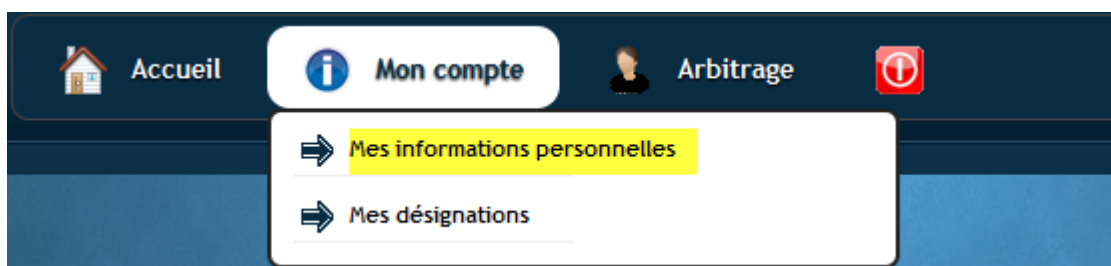 Accueil Mon compte Arbitrage
Mes informations personnelles
Mes désignations